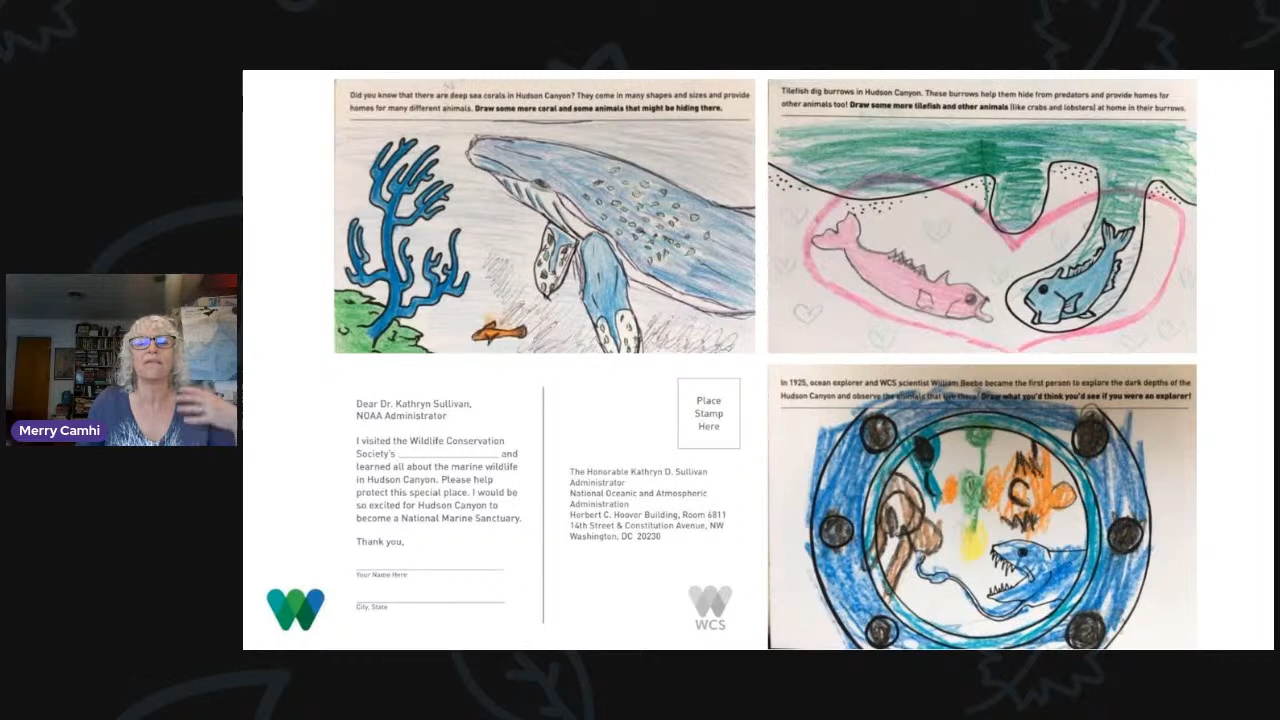 Did you know that there are deep sea corals in Hudson Canyon? They come in many shapes and sizes and provide
homes for many different animals. Draw some more coral and some animals that might be hiding there.
Tilefish dig burrows in Hudson Canyon. These burrows help them hide from predators and provide homes for
other animals too! Draw some more tilefish and other animals (like crabs and lobsters) at home in their burrows.
Merry Camhi
Dear Dr. Kathryn Sullivan,
NOAA Administrator
I visited the Wildlife Conservation
Society's ____________________ and
learned all about the marine wildlife
in Hudson Canyon. Please help
protect this special place. I would be
so excited for Hudson Canyon to
become a National Marine Sanctuary.
Thank you,
Your Name Here
City, State
Place
Stamp
Here
The Honorable Kathryn D. Sullivan
Administrator
National Oceanic and Atmospheric
Administration
Herbert C. Hoover Building, Room 6811
14th Street & Constitution Avenue, NW
Washington, DC 20230
WCS
In 1925, ocean explorer and WCS scientist William Beebe became the first person to explore the dark depths of the
Hudson Canyon and observe the animals that live there! Draw what you'd think you'd see if you were an explorer!